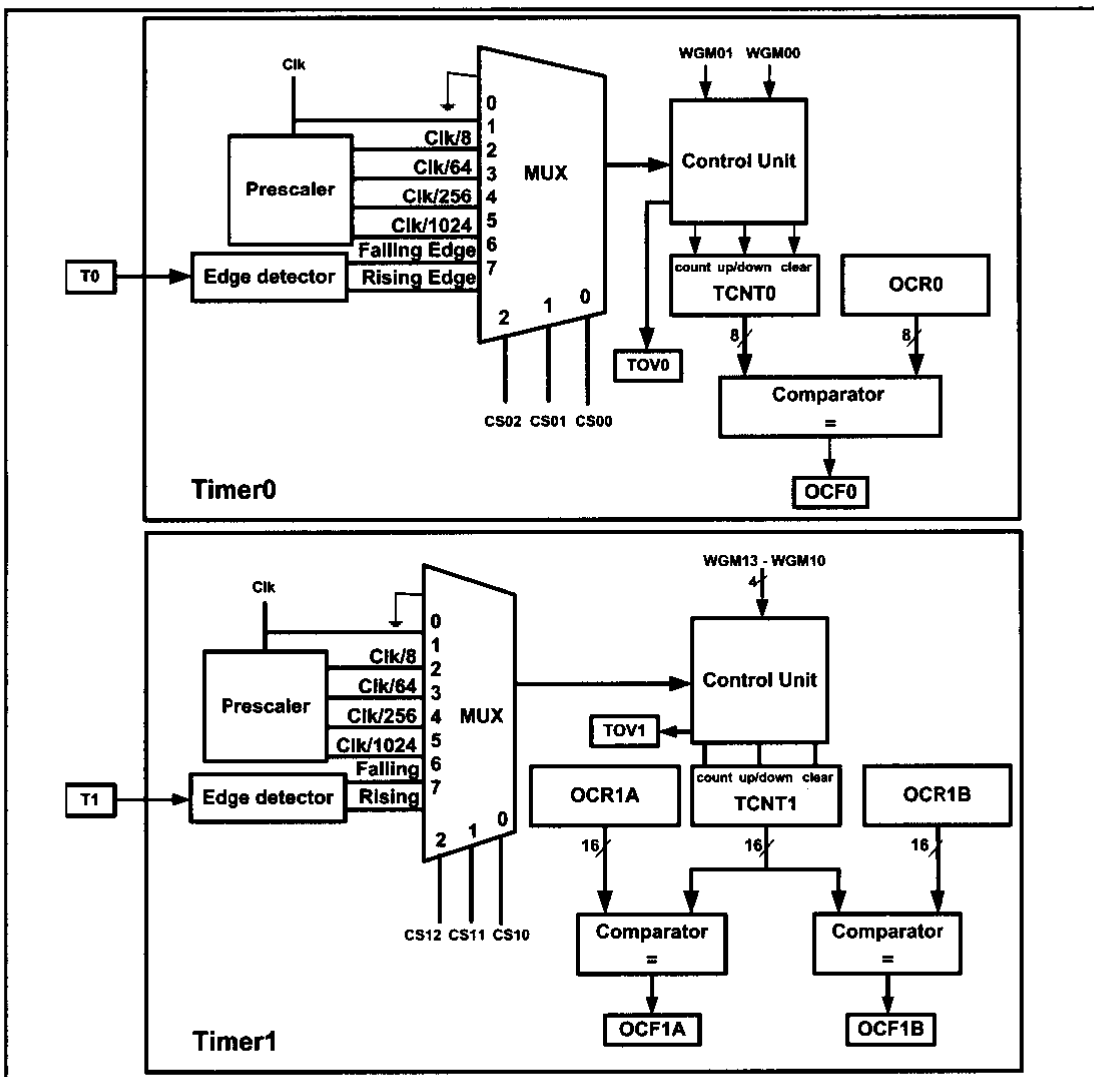 WGM01 WGM00
Clk
0
1
Clk/8
2
Clk/64
3
Clk/256
4
Clk/1024
5
Falling Edge
6
Rising Edge
7
MUX
Prescaler
Control Unit
T0
Edge detector
2 1 0
count up/down clear
TCNT0
OCR0
8 8
TOV0
Comparator
=
CS02 CS01 CS00
OCF0
Timer0
WGM13 - WGM10
4
Clk
0
1
Clk/8
2
Clk/64
3
Clk/256
4
Clk/1024
5
Falling
6
Rising
7
MUX
Prescaler
Control Unit
TOV1
T1
Edge detector
2 1 0
count up/down clear
OCR1A
TCNT1
OCR1B
16 16 16
CS12 CS11 CS10
Comparator
=
Comparator
=
OCF1A
OCF1B
Timer1